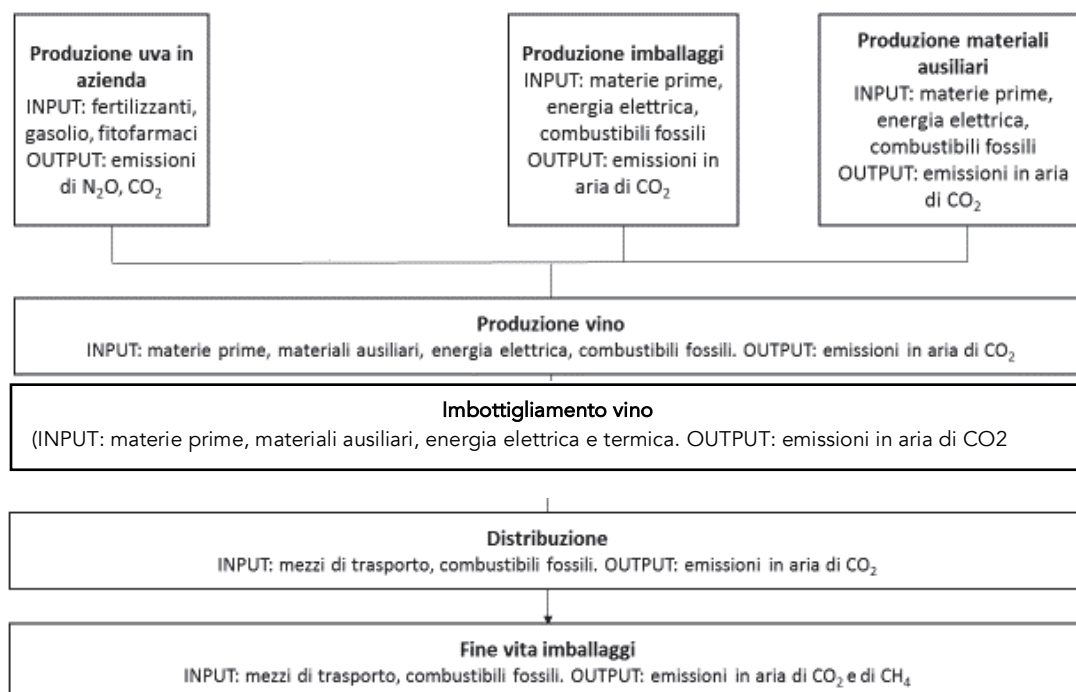 Produzione uva in
azienda
INPUT: fertilizzanti,
gasolio, fitofarmaci
OUTPUT: emissioni
di N₂O, CO₂
Produzione imballaggi
INPUT: materie prime,
energia elettrica,
combustibili fossili
OUTPUT: emissioni in
aria di CO₂
Produzione materiali
ausiliari
INPUT: materie prime,
energia elettrica,
combustibili fossili
OUTPUT: emissioni in aria
di CO₂
Produzione vino
INPUT: materie prime, materiali ausiliari, energia elettrica, combustibili fossili. OUTPUT: emissioni in aria di CO₂
Imbottigliamento vino
(INPUT: materie prime, materiali ausiliari, energia elettrica e termica. OUTPUT: emissioni in aria di CO2
Distribuzione
INPUT: mezzi di trasporto, combustibili fossili. OUTPUT: emissioni in aria di CO₂
Fine vita imballaggi
INPUT: mezzi di trasporto, combustibili fossili. OUTPUT: emissioni in aria di CO₂ e di CH₄